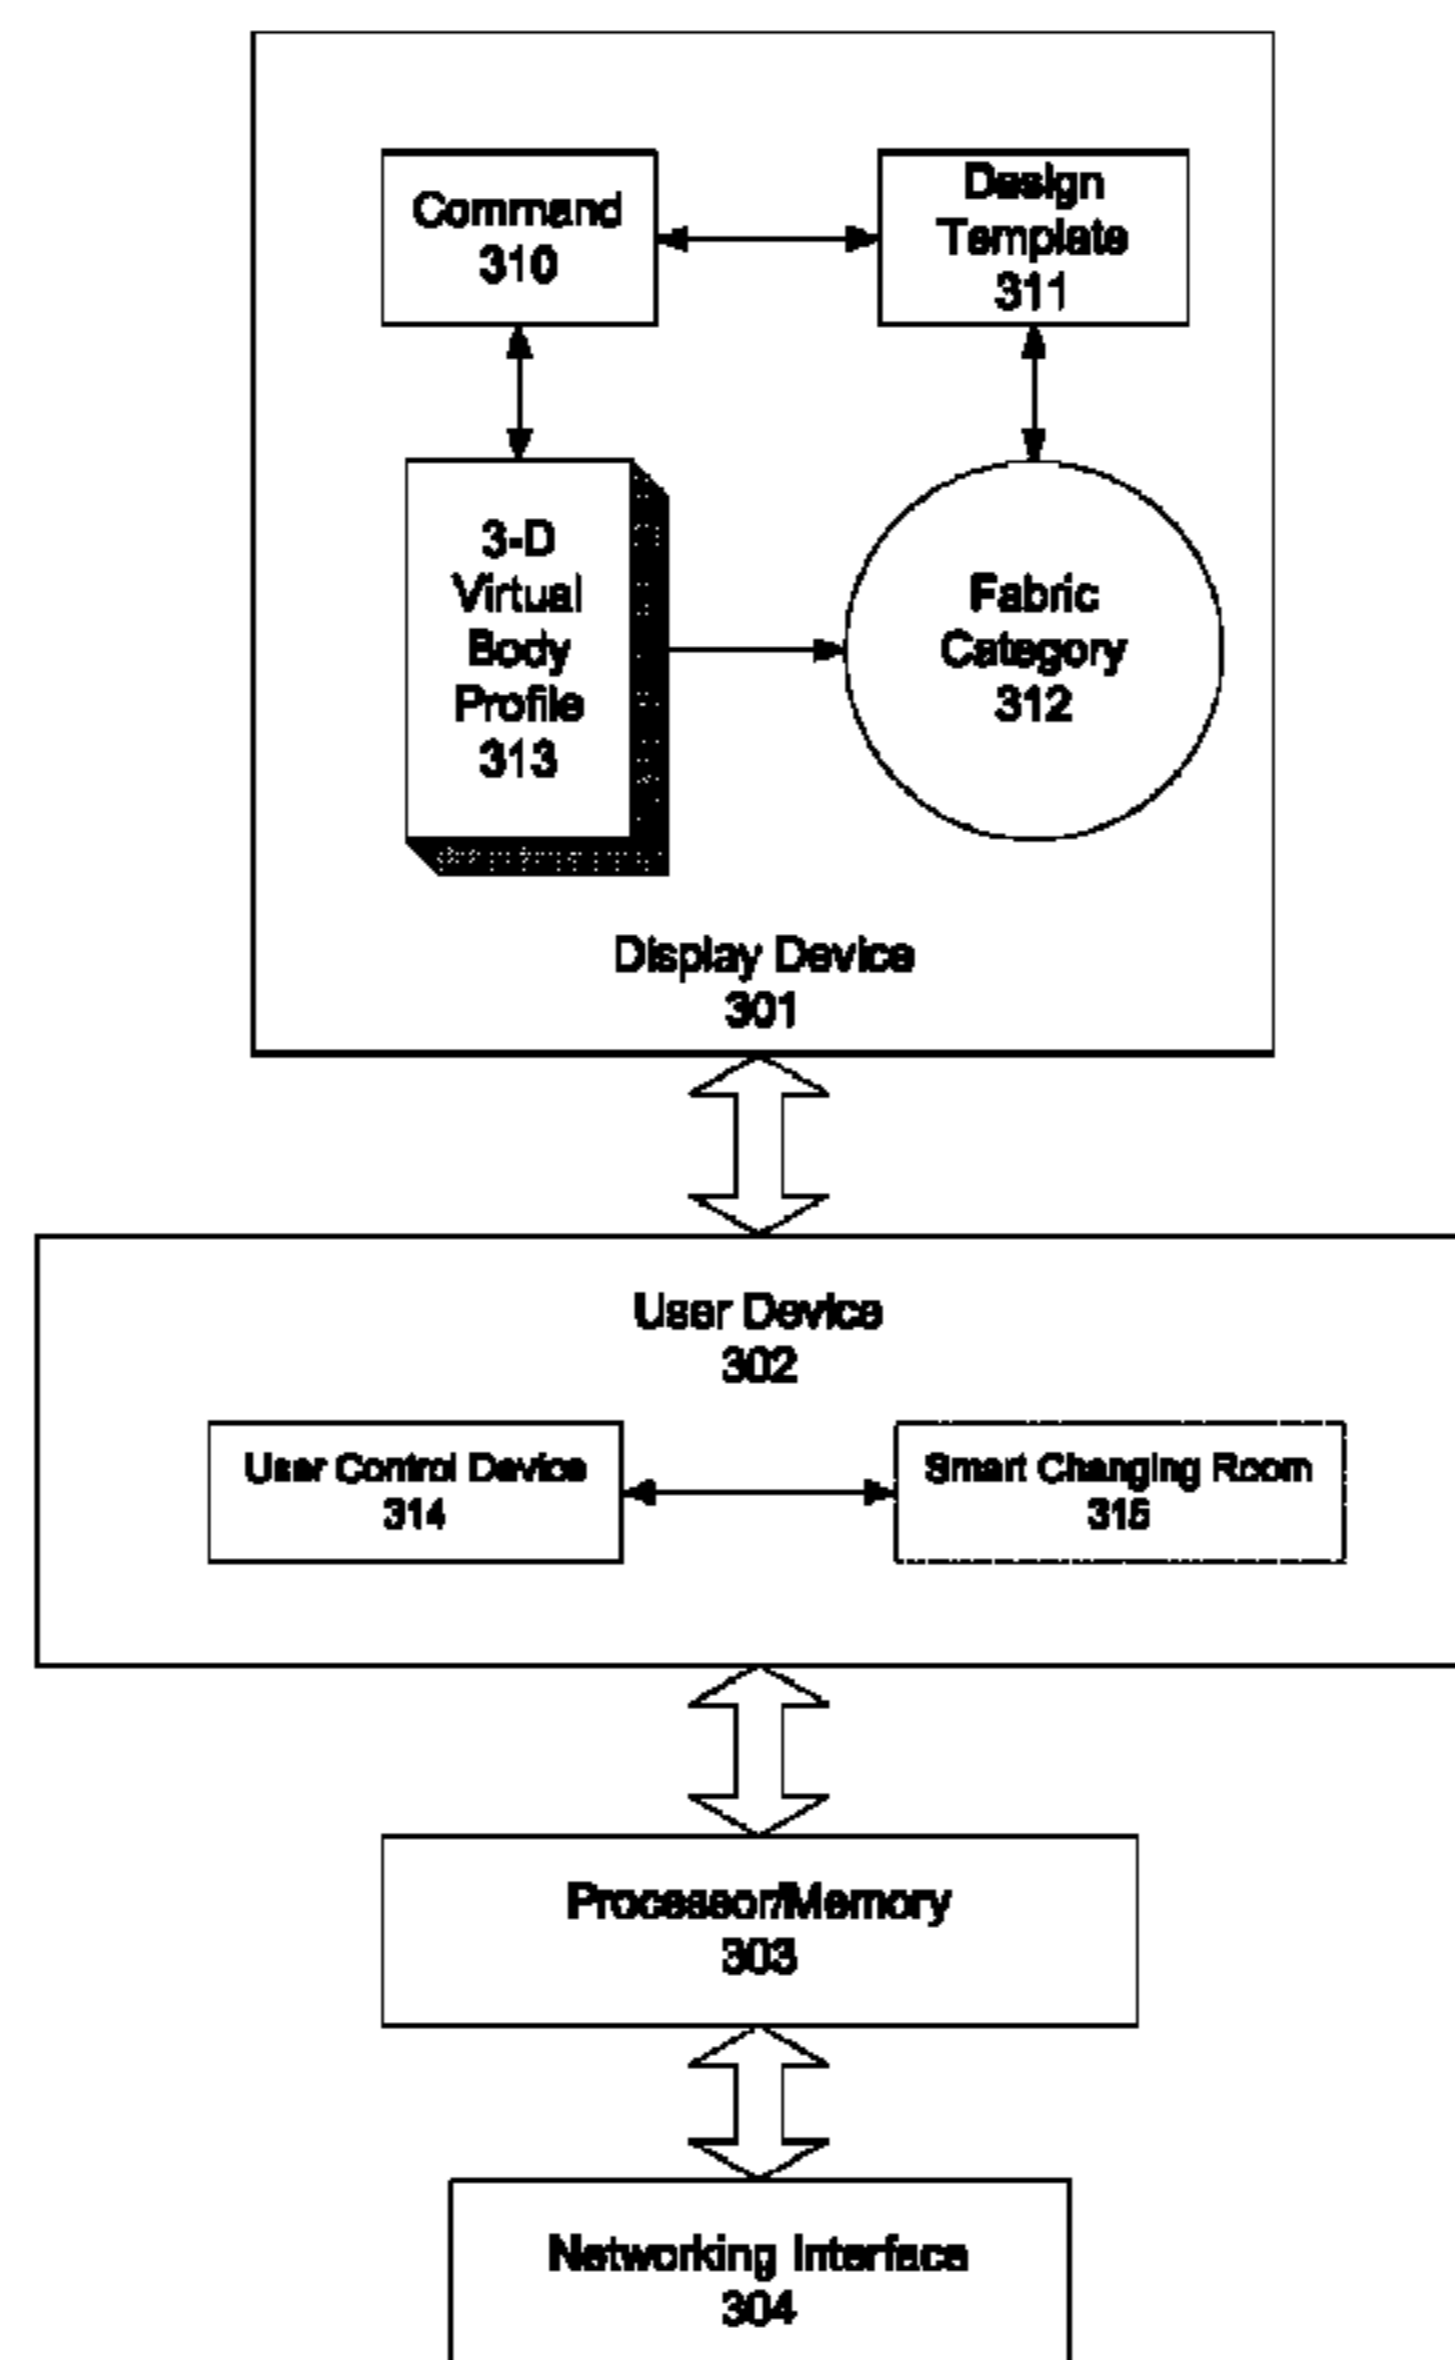 Command
310
Design
Template
311
3-D
Virtual
Body
Profile
313
Fabric
Category
312
Display Device
301
User Device
302
User Control Device
314
Smart Changing Room
315
Processor/Memory
303
Networking Interface
304